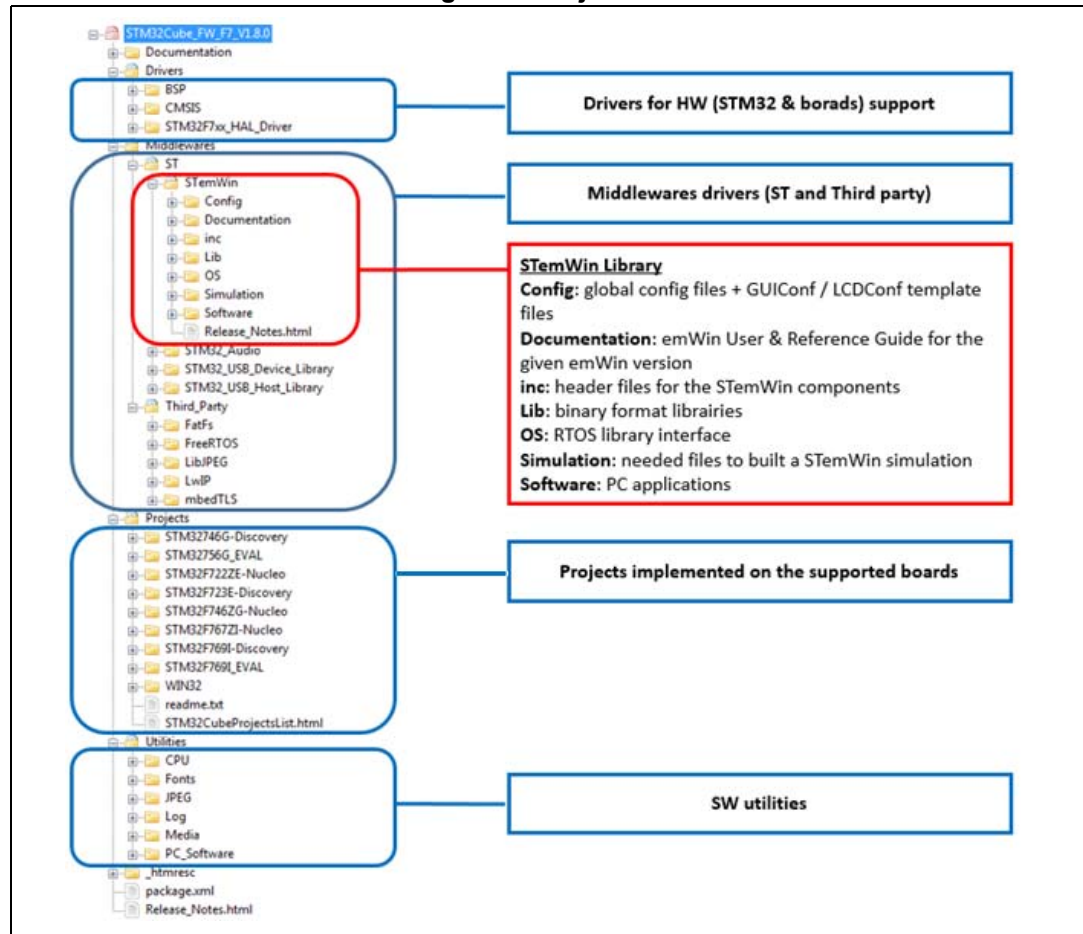 STM32Cube_FW_F7_V1.8.0
Documentation
Drivers
BSP
CMSIS
STM32F7xx_HAL_Driver
Drivers for HW (STM32 & borads) support
Middlewares
ST
STemWin
Config
Documentation
inc
Lib
OS
Simulation
Software
Release_Notes.html
STM32_Audio
STM32_USB_Device_Library
STM32_USB_Host_Library
Third_Party
FatFs
FreeRTOS
LibJPEG
LwIP
mbedTLS
Middlewares drivers (ST and Third party)
STemWin Library
Config: global config files + GUIConf / LCDConf template
files
Documentation: emWin User & Reference Guide for the
given emWin version
inc: header files for the STemWin components
Lib: binary format librairies
OS: RTOS library interface
Simulation: needed files to built a STemWin simulation
Software: PC applications
Projects
STM32746G-Discovery
STM32756G_EVAL
STM32F722ZE-Nucleo
STM32F723E-Discovery
STM32F746ZG-Nucleo
STM32F767ZI-Nucleo
STM32F769I-Discovery
STM32F769I_EVAL
WIN32
readme.txt
STM32CubeProjectsList.html
Projects implemented on the supported boards
Utilities
CPU
Fonts
JPEG
Log
Media
PC_Software
SW utilities
_htmresc
package.xml
Release_Notes.html